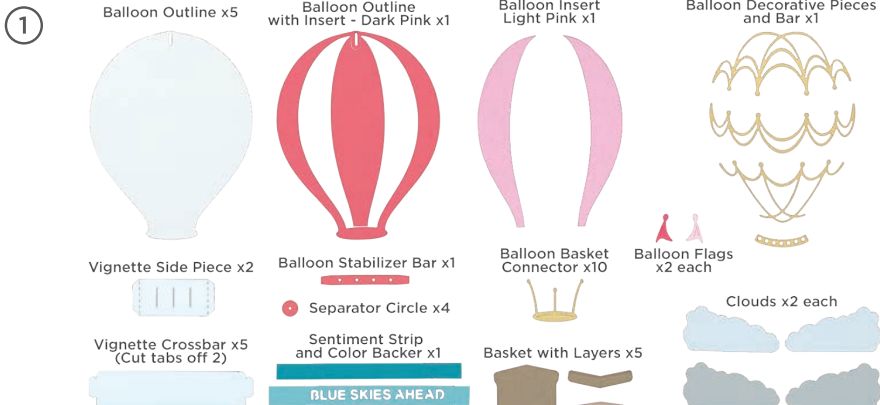 1
Balloon Outline x5
Balloon Outline
with Insert - Dark Pink x1
Balloon Insert
Light Pink x1
Balloon Decorative Pieces
and Bar x1
Vignette Side Piece x2
Balloon Stabilizer Bar x1
Separator Circle x4
Balloon Basket
Connector x10
Balloon Flags
x2 each
Clouds x2 each
Vignette Crossbar x5
(Cut tabs off 2)
Sentiment Strip
and Color Backer x1
BLUE SKIES AHEAD
Basket with Layers x5